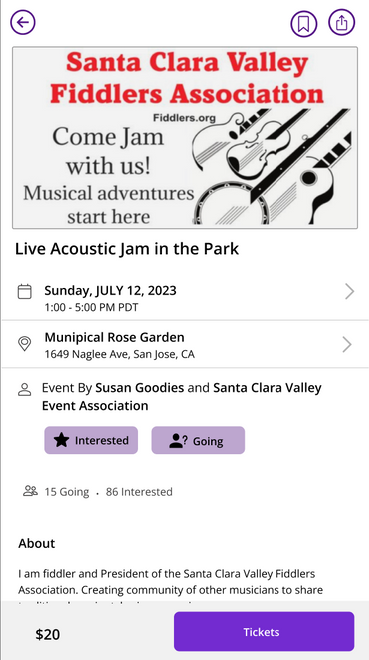 Santa Clara Valley
Fiddlers Association
Fiddlers.org
Come Jam
with us!
Musical adventures
start here
Live Acoustic Jam in the Park
Sunday, JULY 12, 2023
1:00 - 5:00 PM PDT
Munipical Rose Garden
1649 Naglee Ave, San Jose, CA
Event By Susan Goodies and Santa Clara Valley
Event Association
Interested
Going
15 Going . 86 Interested
About
I am fiddler and President of the Santa Clara Valley Fiddlers
Association. Creating community of other musicians to share
$20
Tickets